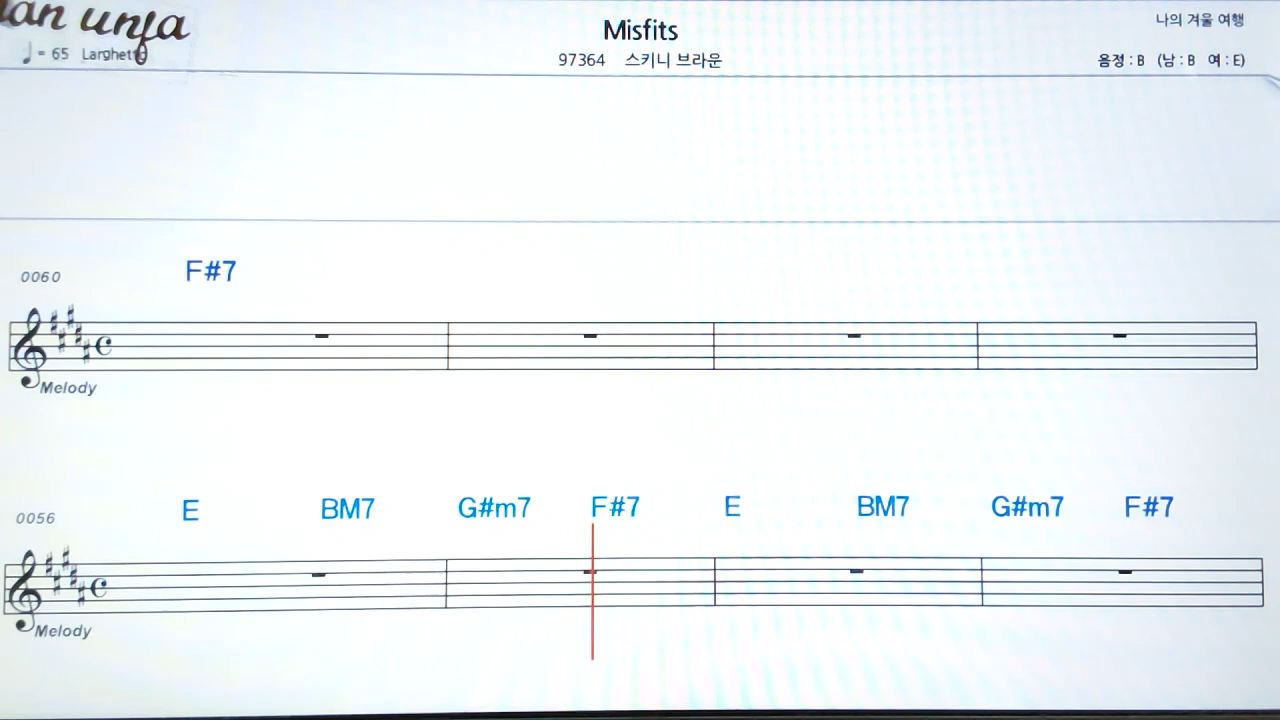 unja
Misfits
나의 겨울 여행
♩ = 65 Larghetto
97364 스키니 브라운
음정 : B (남 : B 여 : E)
0060 F#7
Melody
0056 E BM7 G#m7 F#7 E BM7 G#m7 F#7
Melody